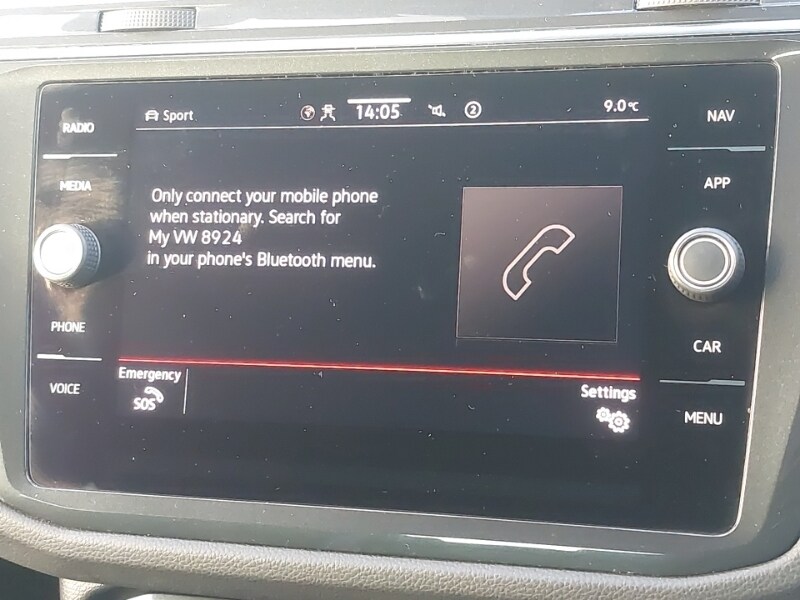 RADIO
MEDIA
PHONE
VOICE
Sport
14:05
2
9.0°C
Only connect your mobile phone
when stationary. Search for
My VW 8924
in your phone's Bluetooth menu.
Emergency
SOS
Settings
NAV
APP
CAR
MENU